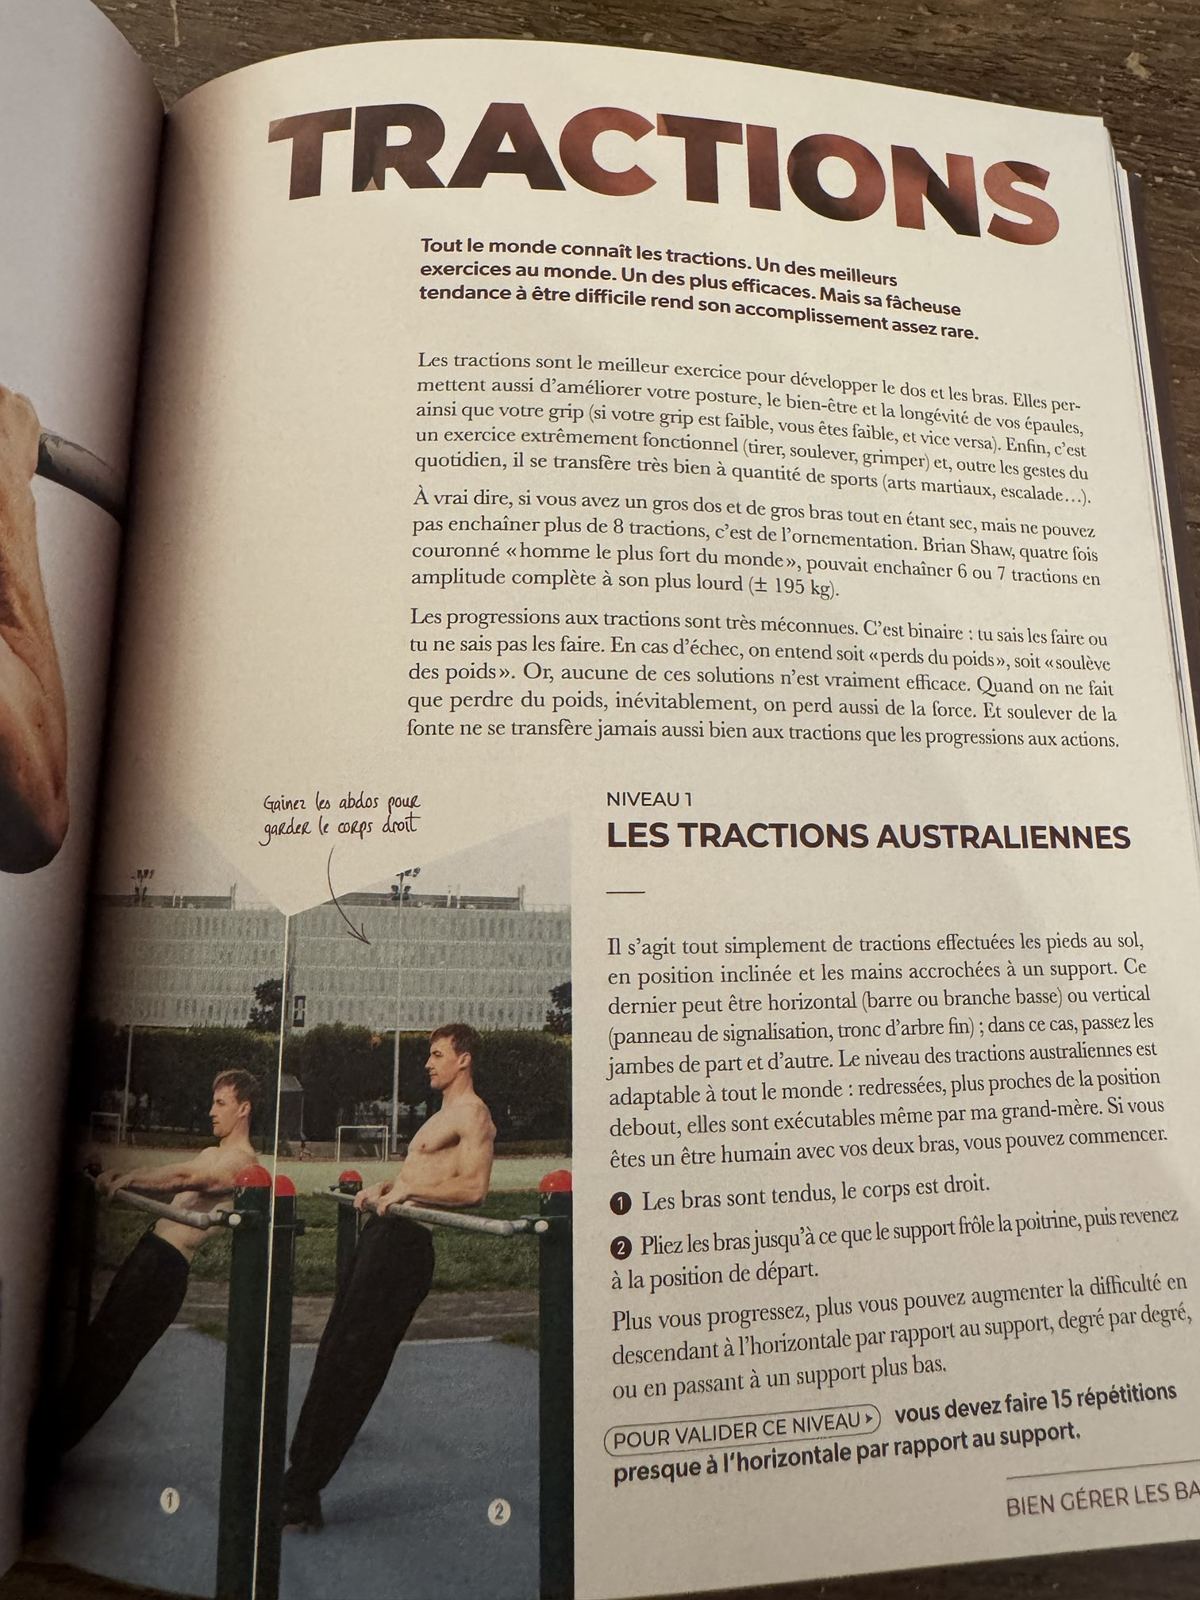 TRACTIONS
Tout le monde connaît les tractions. Un des meilleurs
exercices au monde. Un des plus efficaces. Mais sa fâcheuse
tendance à être difficile rend son accomplissement assez rare.
Les tractions sont le meilleur exercice pour développer le dos et les bras. Elles per-
mettent aussi d'améliorer votre posture, le bien-être et la longévité de vos épaules,
ainsi que votre grip (si votre grip est faible, vous êtes faible, et vice versa). Enfin, c'est
un exercice extrêmement fonctionnel (tirer, soulever, grimper) et, outre les gestes du
quotidien, il se transfère très bien à quantité de sports (arts martiaux, escalade…).
À vrai dire, si vous avez un gros dos et de gros bras tout en étant sec, mais ne pouvez
pas enchaîner plus de 8 tractions, c'est de l'ornementation. Brian Shaw, quatre fois
couronné «homme le plus fort du monde», pouvait enchaîner 6 ou 7 tractions en
amplitude complète à son plus lourd (± 195 kg).
Les progressions aux tractions sont très méconnues. C'est binaire : tu sais les faire ou
tu ne sais pas les faire. En cas d'échec, on entend soit «perds du poids», soit «soulève
des poids». Or, aucune de ces solutions n'est vraiment efficace. Quand on ne fait
que perdre du poids, inévitablement, on perd aussi de la force. Et soulever de la
fonte ne se transfère jamais aussi bien aux tractions que les progressions aux actions.
Gainez les abdos pour
garder le corps droit
1
2
NIVEAU 1
LES TRACTIONS AUSTRALIENNES
Il s'agit tout simplement de tractions effectuées les pieds au sol,
en position inclinée et les mains accrochées à un support. Ce
dernier peut être horizontal (barre ou branche basse) ou vertical
(panneau de signalisation, tronc d'arbre fin) ; dans ce cas, passez les
jambes de part et d'autre. Le niveau des tractions australiennes est
adaptable à tout le monde : redressées, plus proches de la position
debout, elles sont exécutables même par ma grand-mère. Si vous
êtes un être humain avec vos deux bras, vous pouvez commencer.
1 Les bras sont tendus, le corps est droit.
2 Pliez les bras jusqu'à ce que le support frôle la poitrine, puis revenez
à la position de départ.
Plus vous progressez, plus vous pouvez augmenter la difficulté en
descendant à l'horizontale par rapport au support, degré par degré,
ou en passant à un support plus bas.
POUR VALIDER CE NIVEAU ▸ vous devez faire 15 répétitions
presque à l'horizontale par rapport au support.
BIEN GÉRER LES BA